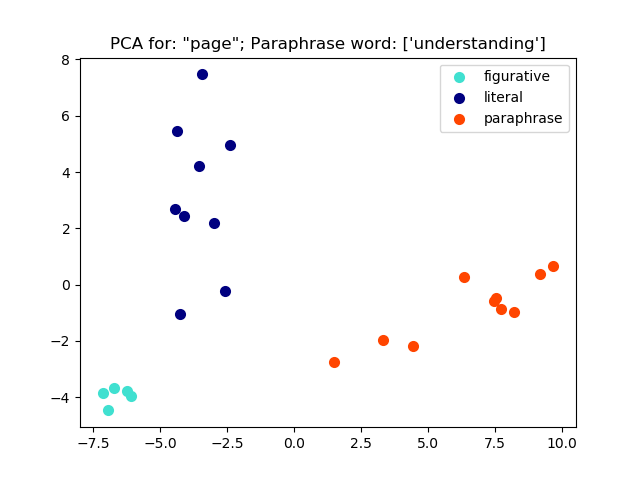 PCA for: "page"; Paraphrase word: ['understanding']
figurative
literal
paraphrase
8
6
4
2
0
−2
−4
−7.5 −5.0 −2.5 0.0 2.5 5.0 7.5 10.0